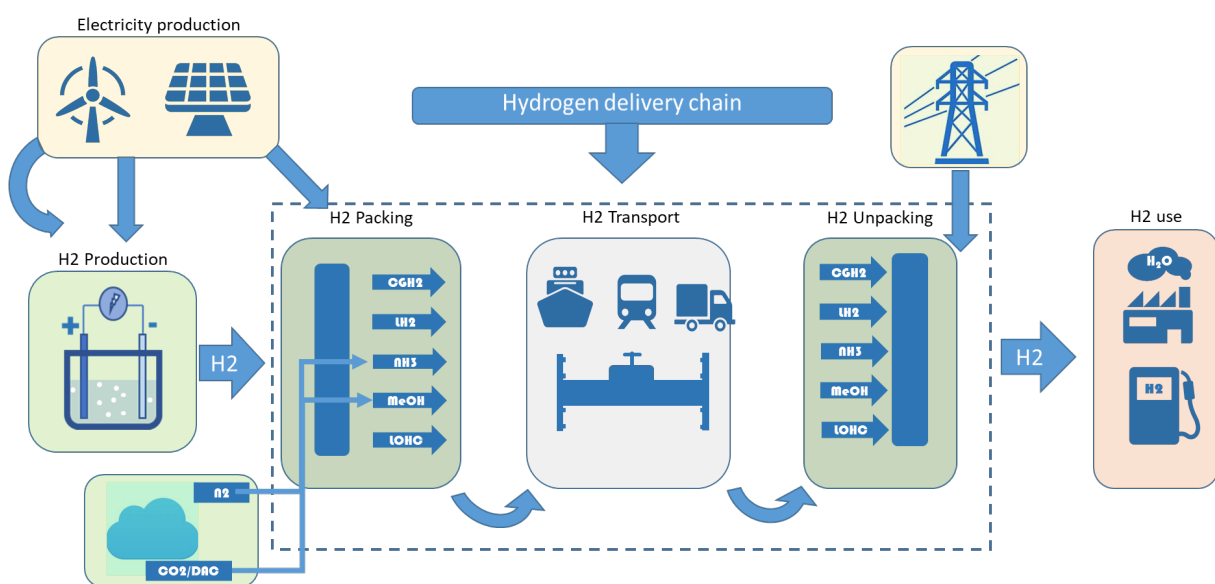 Electricity production
Hydrogen delivery chain
H2 Packing
H2 Transport
H2 Unpacking
H2 use
H2 Production
+
-
H2
CGH2
LH2
NH3
MeOH
LOHC
CGH2
LH2
NH3
MeOH
LOHC
H2
H₂O
H2
N2
CO2/DAC